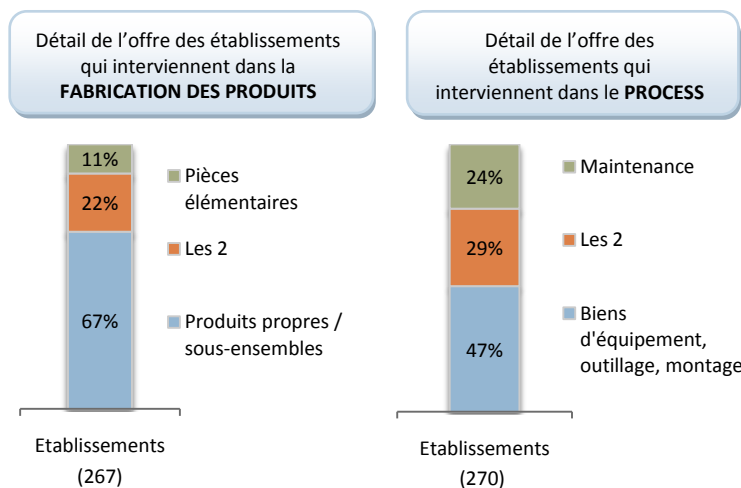 Détail de l'offre des établissements
qui interviennent dans la
FABRICATION DES PRODUITS
11%
22%
67%
Pièces
élémentaires
Les 2
Produits propres /
sous-ensembles
Etablissements
(267)
Détail de l'offre des
établissements qui
interviennent dans le PROCESS
24%
29%
47%
Maintenance
Les 2
Biens
d'équipement,
outillage, montage
Etablissements
(270)